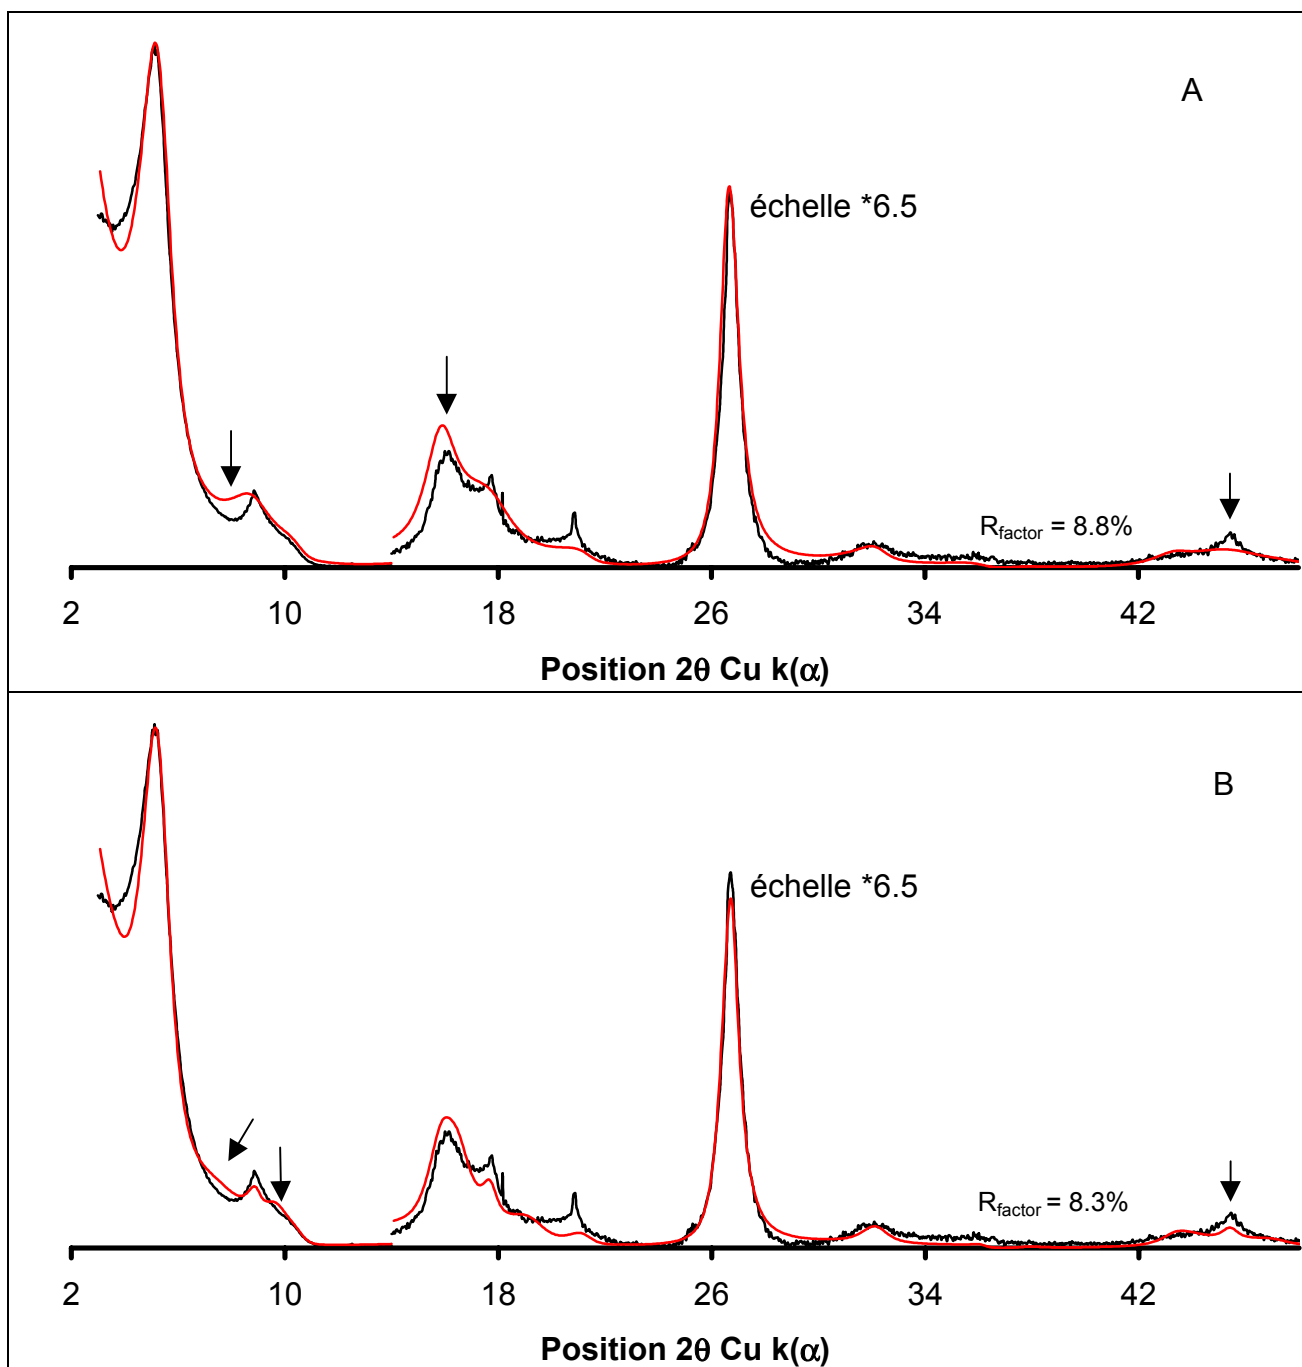 A
échelle *6.5
Rfactor = 8.8%
2 10 18 26 34 42
Position 2θ Cu k(α)
B
échelle *6.5
Rfactor = 8.3%
2 10 18 26 34 42
Position 2θ Cu k(α)